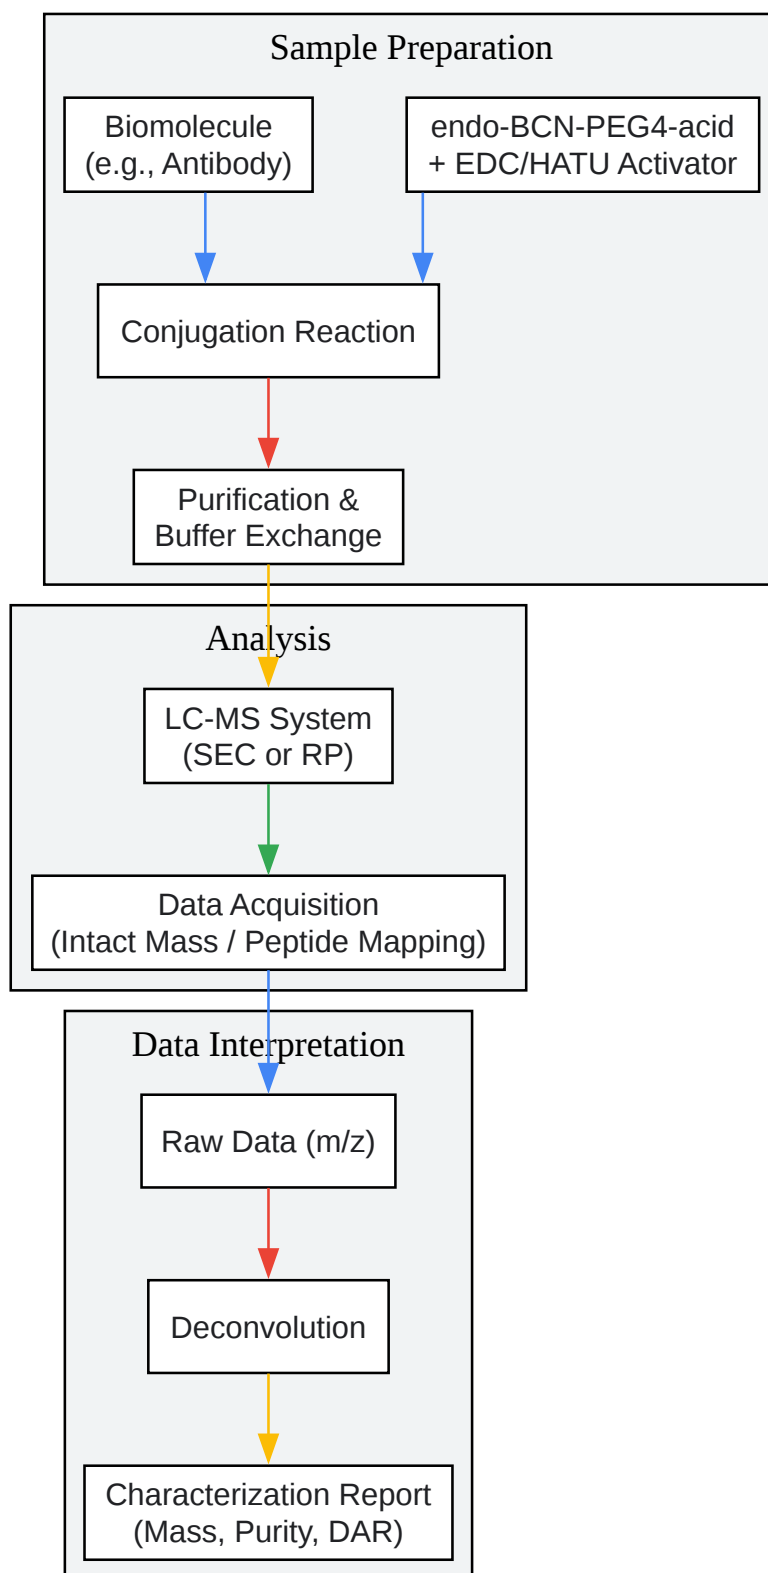 Sample Preparation
Biomolecule
(e.g., Antibody)
endo-BCN-PEG4-acid
+ EDC/HATU Activator
Conjugation Reaction
Purification &
Buffer Exchange
Analysis
LC-MS System
(SEC or RP)
Data Acquisition
(Intact Mass / Peptide Mapping)
Data Interpretation
Raw Data (m/z)
Deconvolution
Characterization Report
(Mass, Purity, DAR)